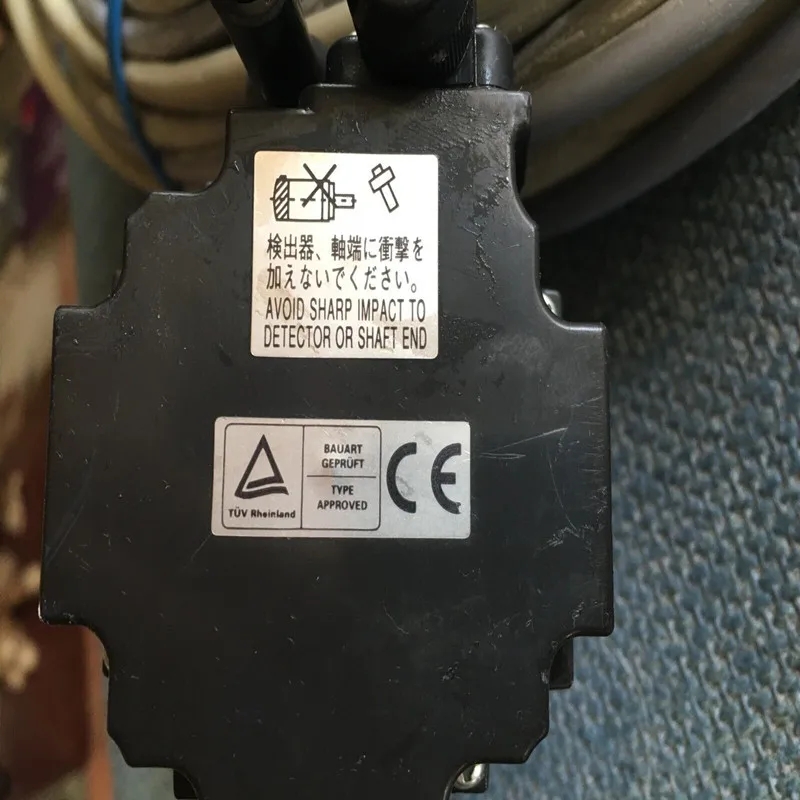 検出器、軸端に衝撃を
加えないでください。
AVOID SHARP IMPACT TO
DETECTOR OR SHAFT END
BAUART
GEPRÜFT
TYPE
APPROVED
TÜV Rheinland
CE